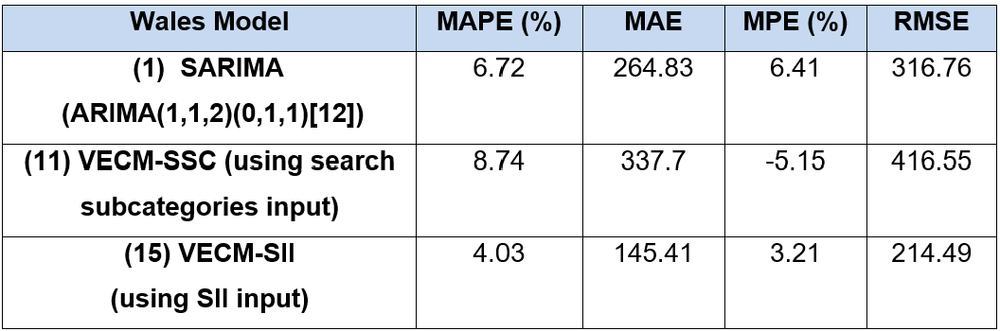 Wales Model MAPE (%) MAE MPE (%) RMSE
(1) SARIMA 6.72 264.83 6.41 316.76
(ARIMA(1,1,2)(0,1,1)[12])
(11) VECM-SSC (using search 8.74 337.7 -5.15 416.55
subcategories input)
(15) VECM-SII 4.03 145.41 3.21 214.49
(using SII input)